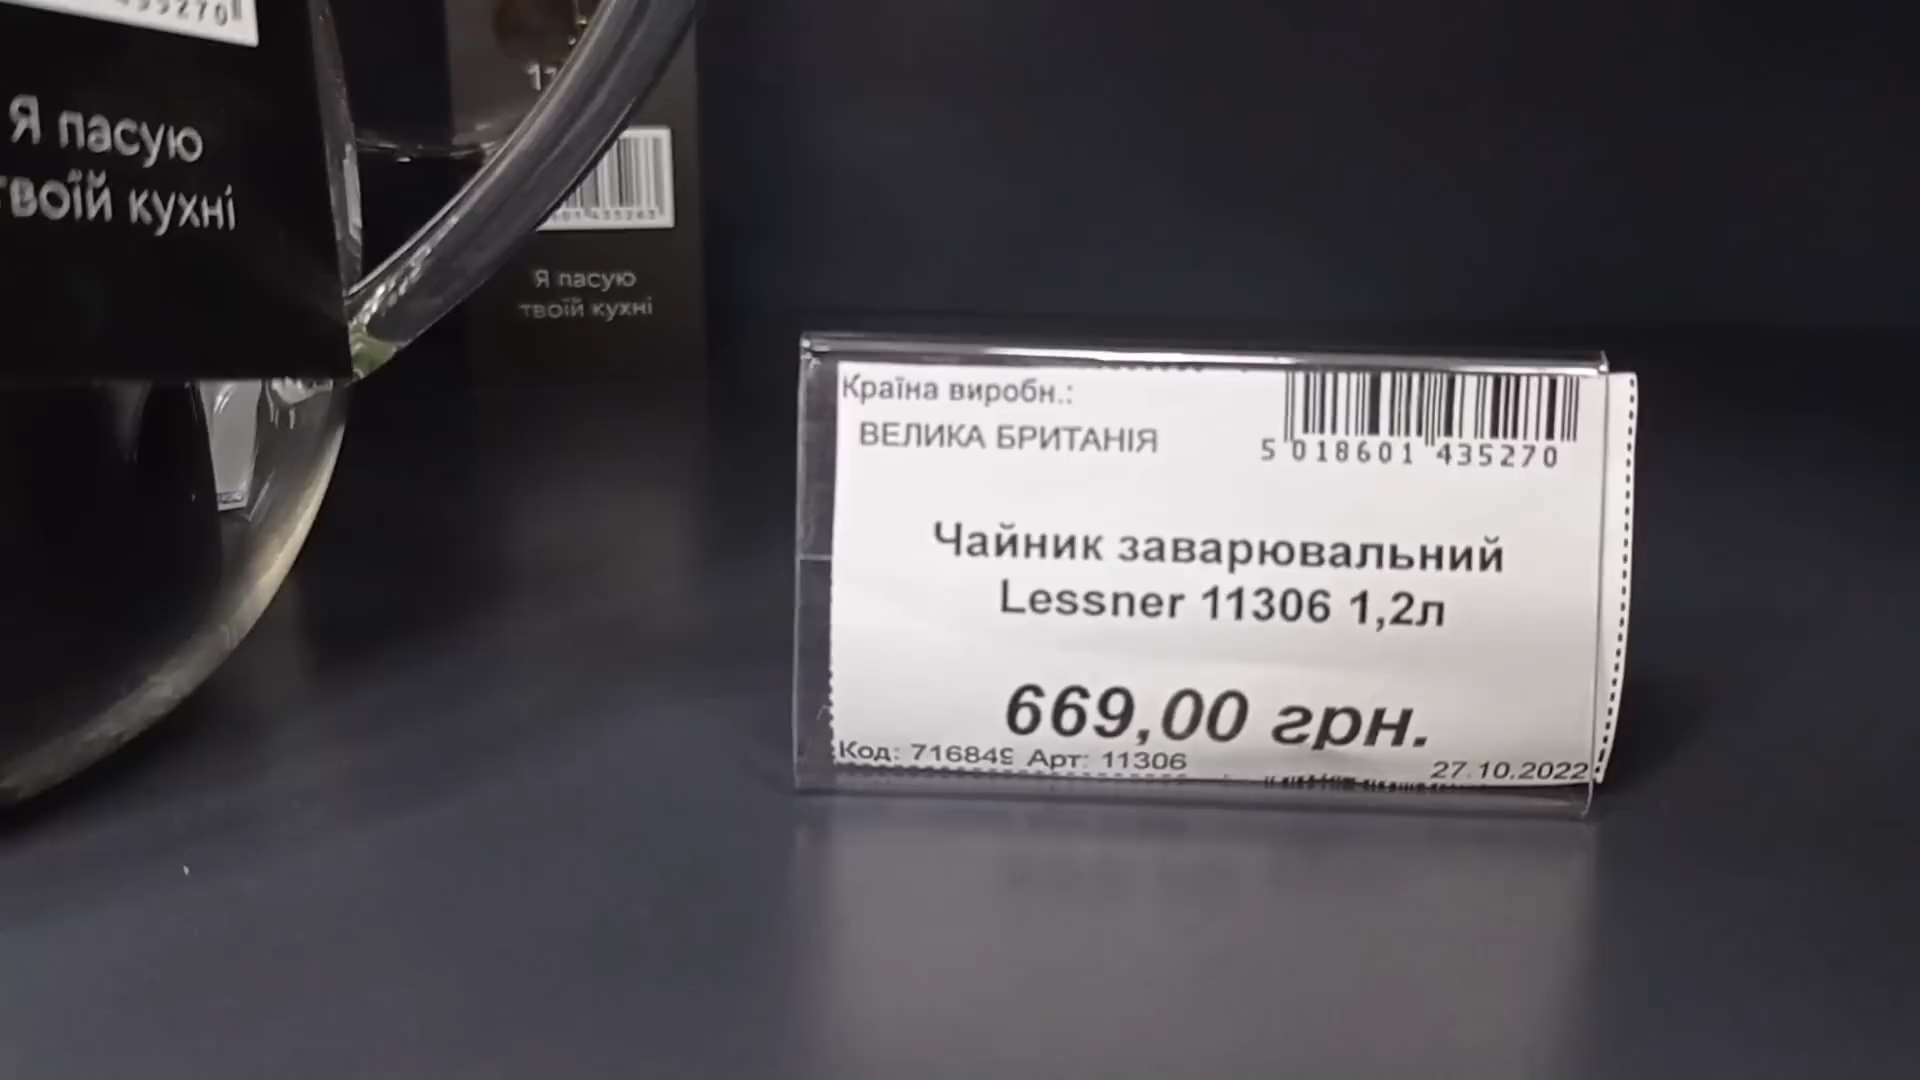 Я пасую
твоїй кухні
Я пасую
твоїй кухні
Країна виробн.:
ВЕЛИКА БРИТАНІЯ
5 018601 435270
Чайник заварювальний
Lessner 11306 1,2л
669,00 грн.
Код: 716849 Арт: 11306
27.10.2022